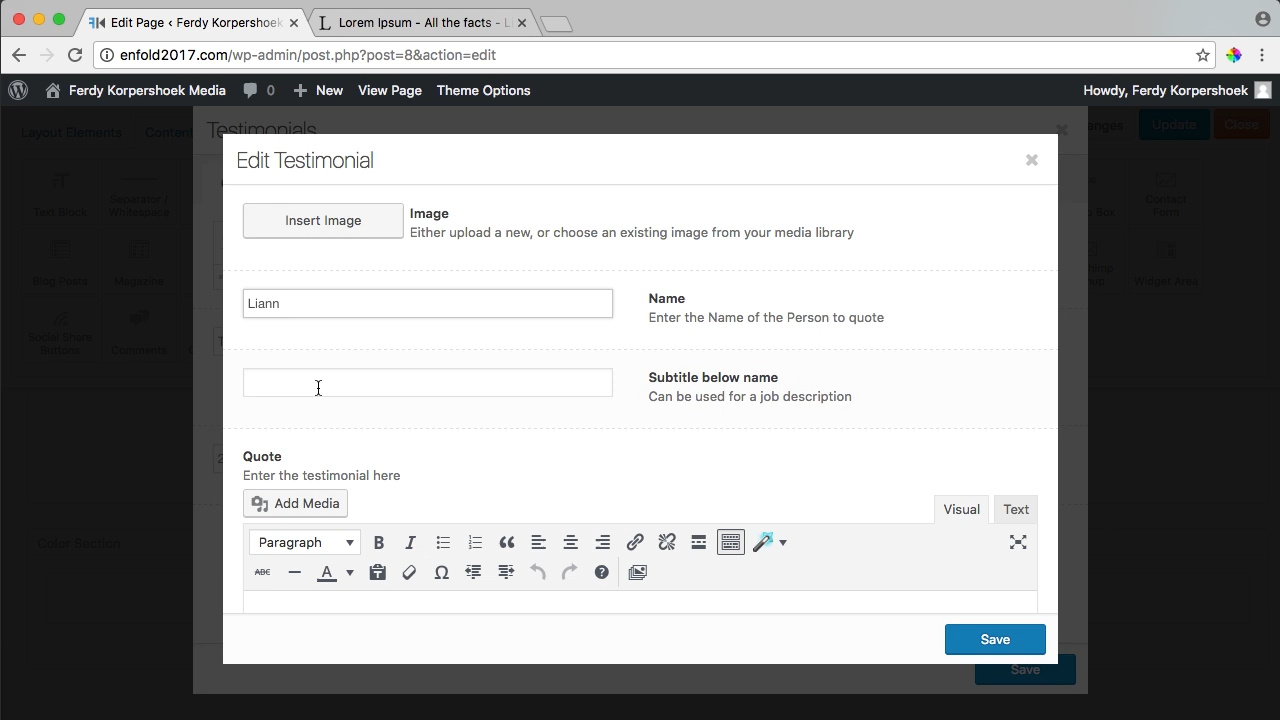 Edit Page ‹ Ferdy Korpershoek
Lorem Ipsum - All the facts - Li
enfold2017.com/wp-admin/post.php?post=8&action=edit
Ferdy Korpershoek Media
0
New
View Page
Theme Options
Howdy, Ferdy Korpershoek
Layout Elements
Content
Testimonials
anges
Update
Close
Edit Testimonial
Text Block
Separator / Whitespace
Contact Form
Blog Posts
Magazine
Widget Area
Social Share Buttons
Comments
Color Section
Insert Image
Image
Either upload a new, or choose an existing image from your media library
Liann
Name
Enter the Name of the Person to quote
Subtitle below name
Can be used for a job description
Quote
Enter the testimonial here
Add Media
Visual
Text
Paragraph
B
I
ABC
A
Save
Save